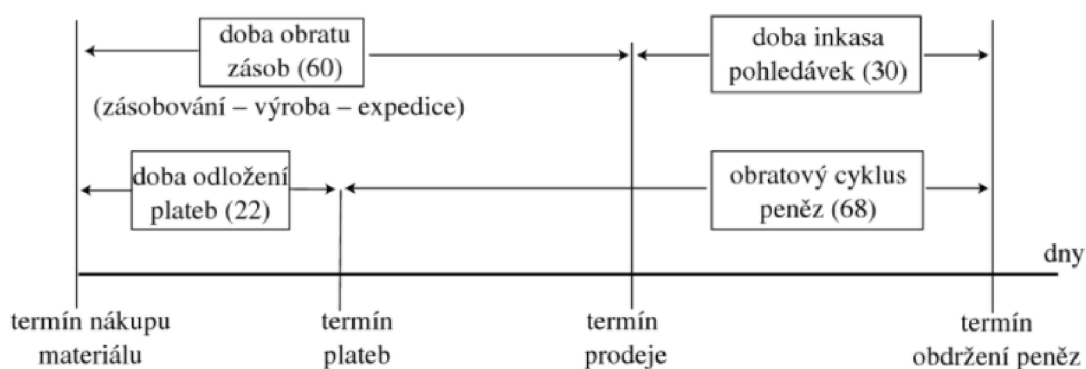 doba obratu
zásob (60)
doba inkasa
pohledávek (30)
(zásobování – výroba – expedice)
doba odložení
plateb (22)
obratový cyklus
peněz (68)
dny
termín nákupu
materiálu
termín
plateb
termín
prodeje
termín
obdržení peněz